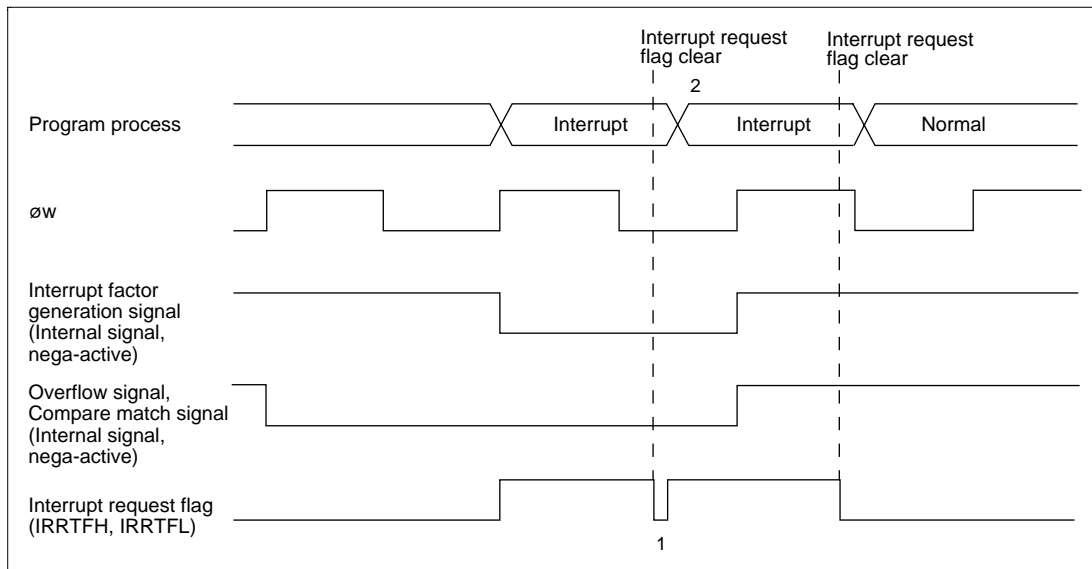 Interrupt request
flag clear
Interrupt request
flag clear
2
Program process
Interrupt
Interrupt
Normal
øw
Interrupt factor
generation signal
(Internal signal,
nega-active)
Overflow signal,
Compare match signal
(Internal signal,
nega-active)
Interrupt request flag
(IRRTFH, IRRTFL)
1